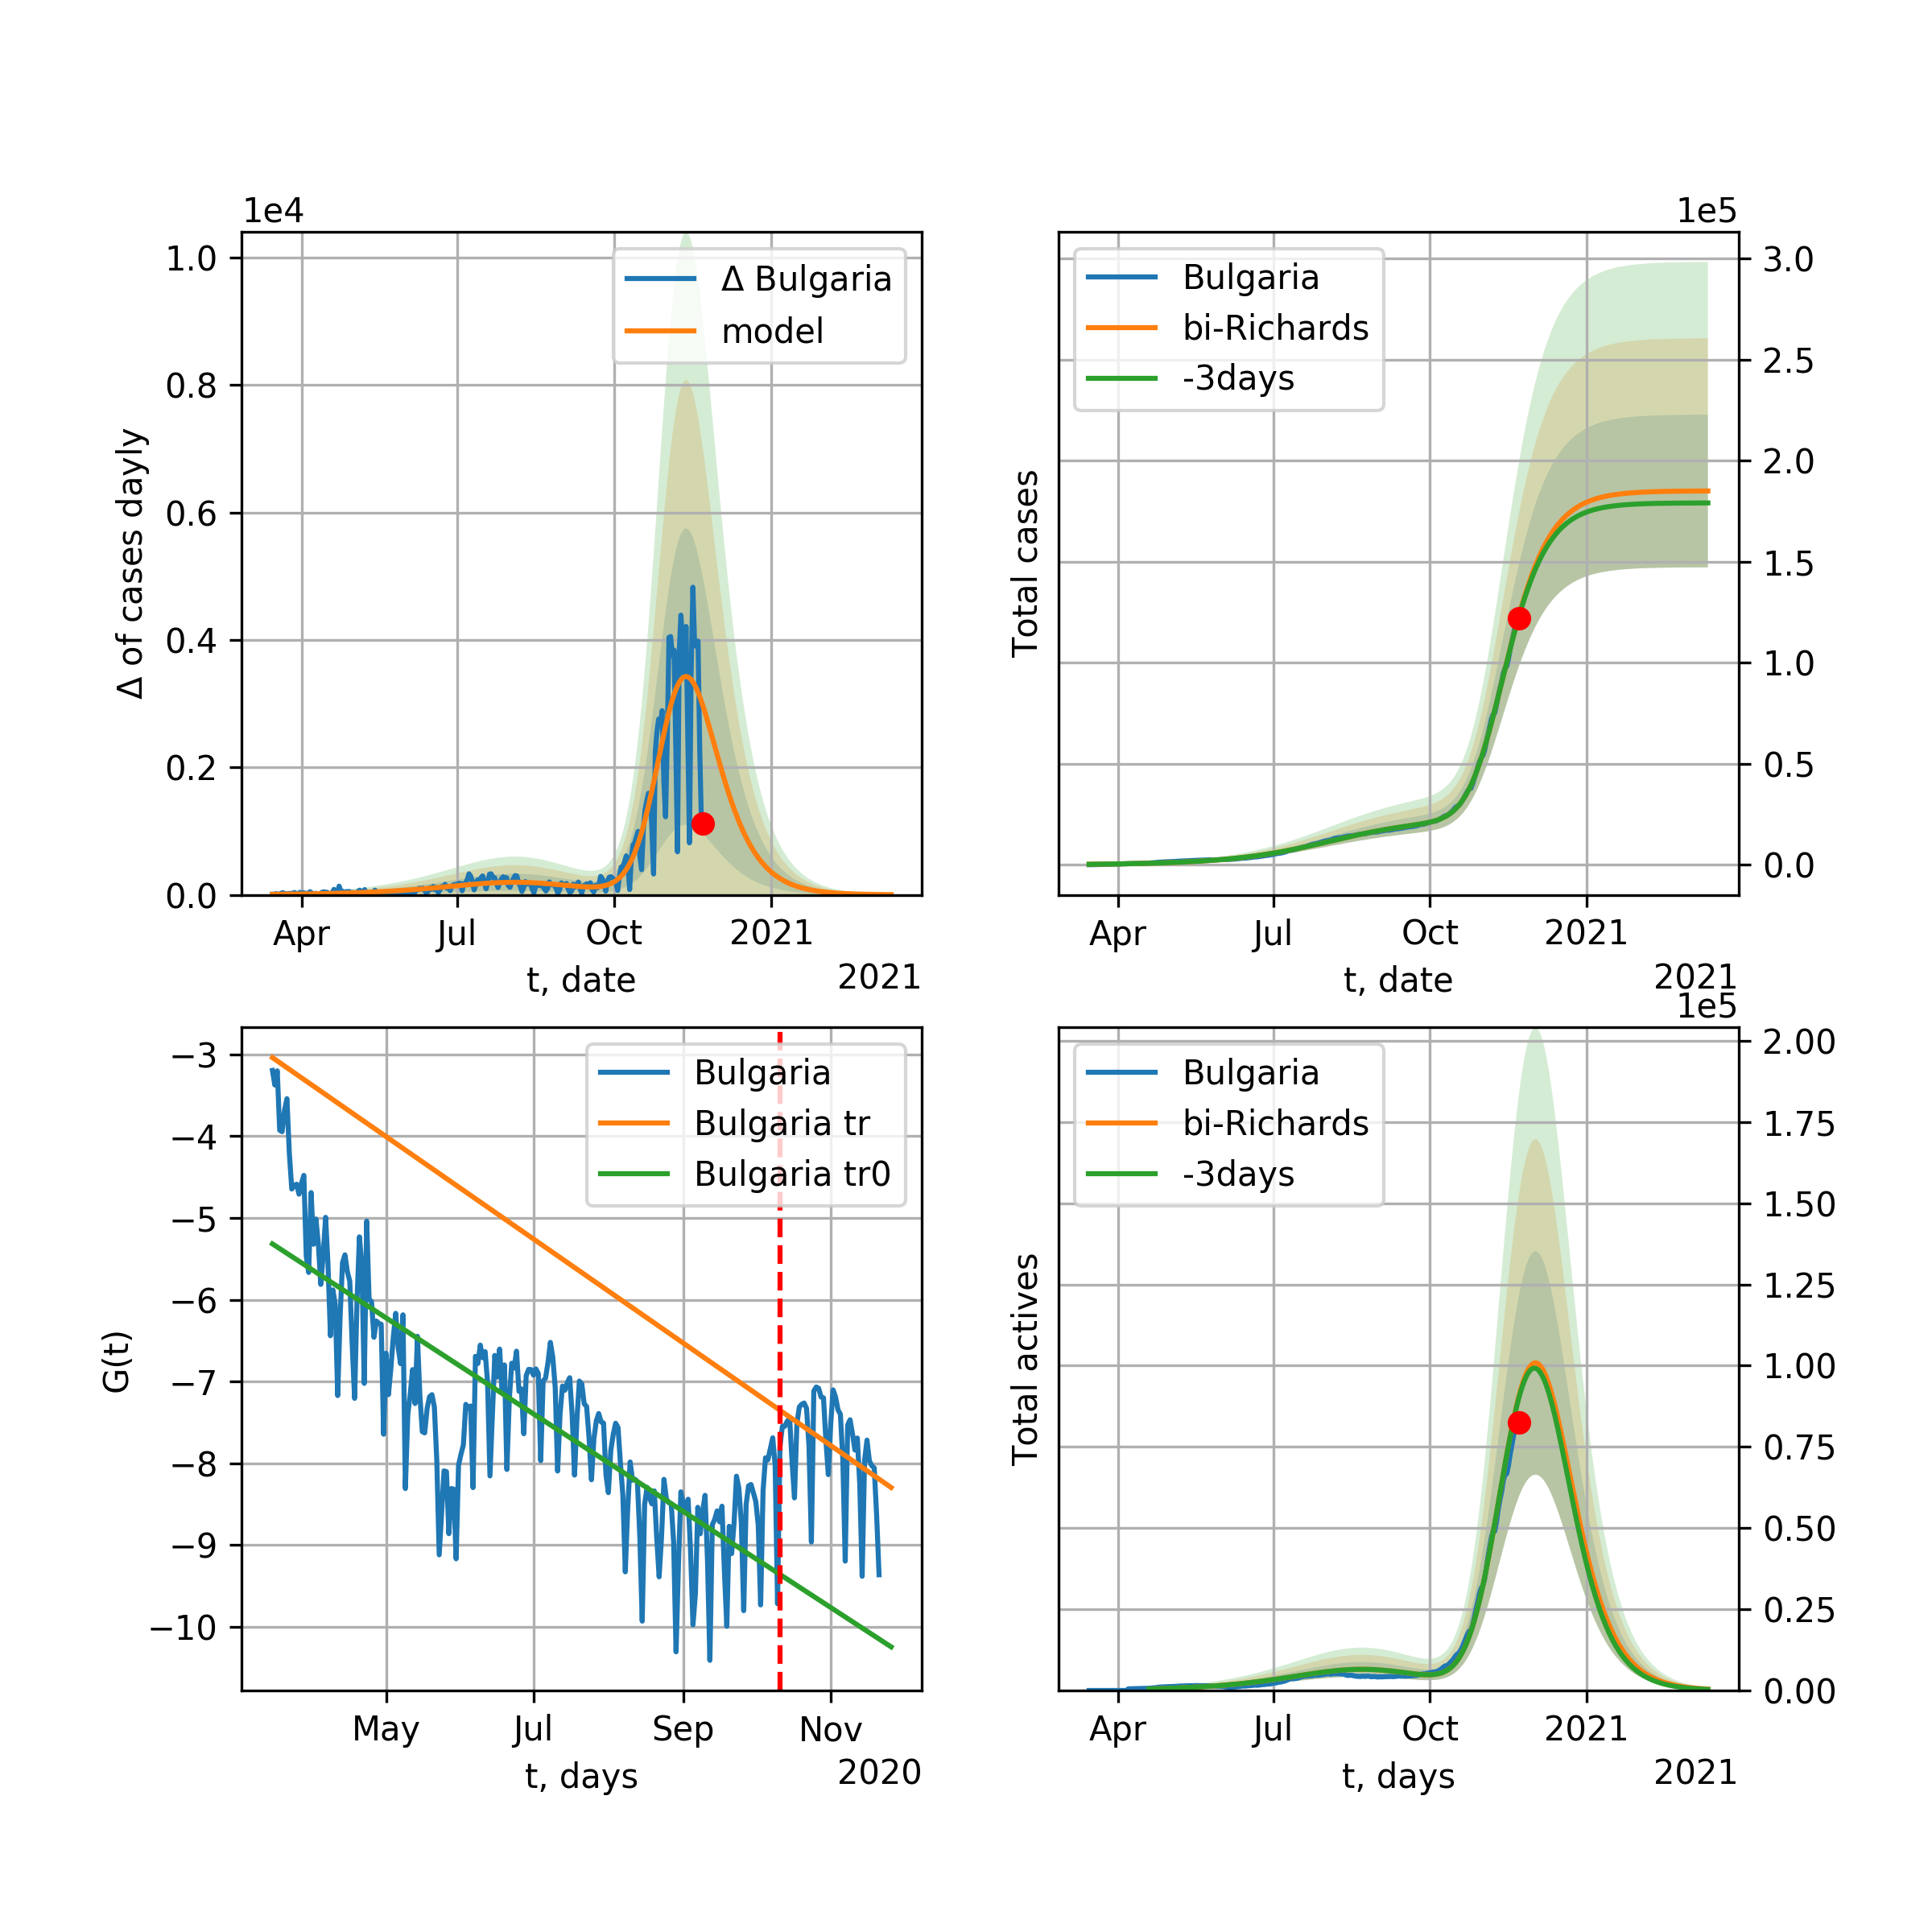 1e4
1.0
0.8
0.6
0.4
0.2
0.0
Δ of cases dayly
Δ Bulgaria
model
Apr Jul Oct 2021
t, date
2021
1e5
3.0
2.5
2.0
1.5
1.0
0.5
0.0
Total cases
Bulgaria
bi-Richards
-3days
Apr Jul Oct 2021
t, date
2021
−3
−4
−5
−6
−7
−8
−9
−10
G(t)
Bulgaria
Bulgaria tr
Bulgaria tr0
May Jul Sep Nov
t, days
2020
1e5
2.00
1.75
1.50
1.25
1.00
0.75
0.50
0.25
0.00
Total actives
Bulgaria
bi-Richards
-3days
Apr Jul Oct 2021
t, days
2021